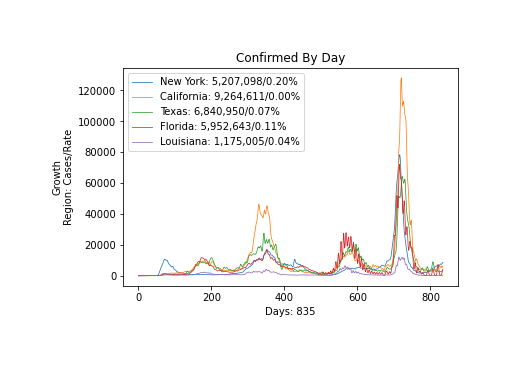 Confirmed By Day
New York: 5,207,098/0.20%
California: 9,264,611/0.00%
Texas: 6,840,950/0.07%
Florida: 5,952,643/0.11%
Louisiana: 1,175,005/0.04%
120000
100000
80000
60000
40000
20000
0
Growth
Region: Cases/Rate
0 200 400 600 800
Days: 835